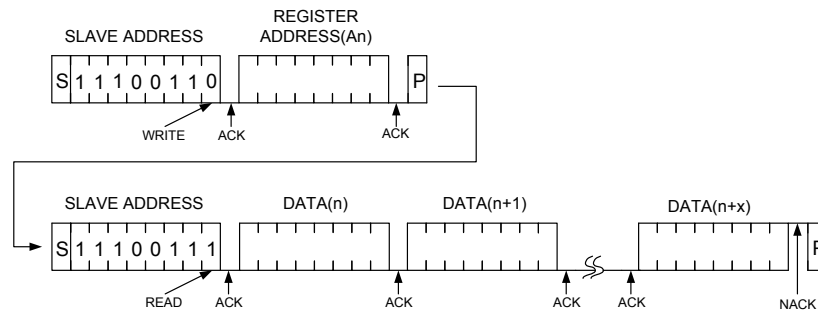 REGISTER
SLAVE ADDRESS ADDRESS(An)
S 1 1 1 0 0 1 1 0 P
WRITE ACK ACK
SLAVE ADDRESS DATA(n) DATA(n+1) DATA(n+x)
S 1 1 1 0 0 1 1 1
READ ACK ACK ACK ACK NACK